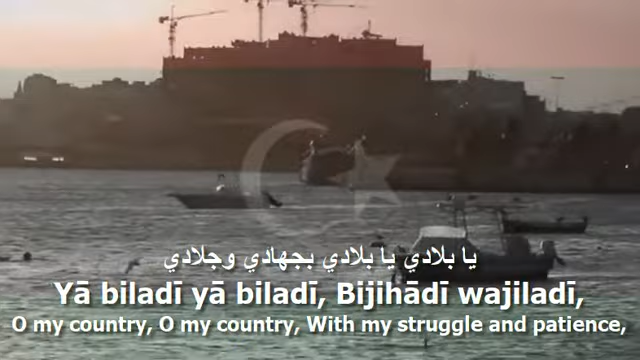 يا بلادي يا بلادي بجهادي وجلادي
Yā biladī yā biladī, Bijihādī wajiladī,
O my country, O my country, With my struggle and patience,